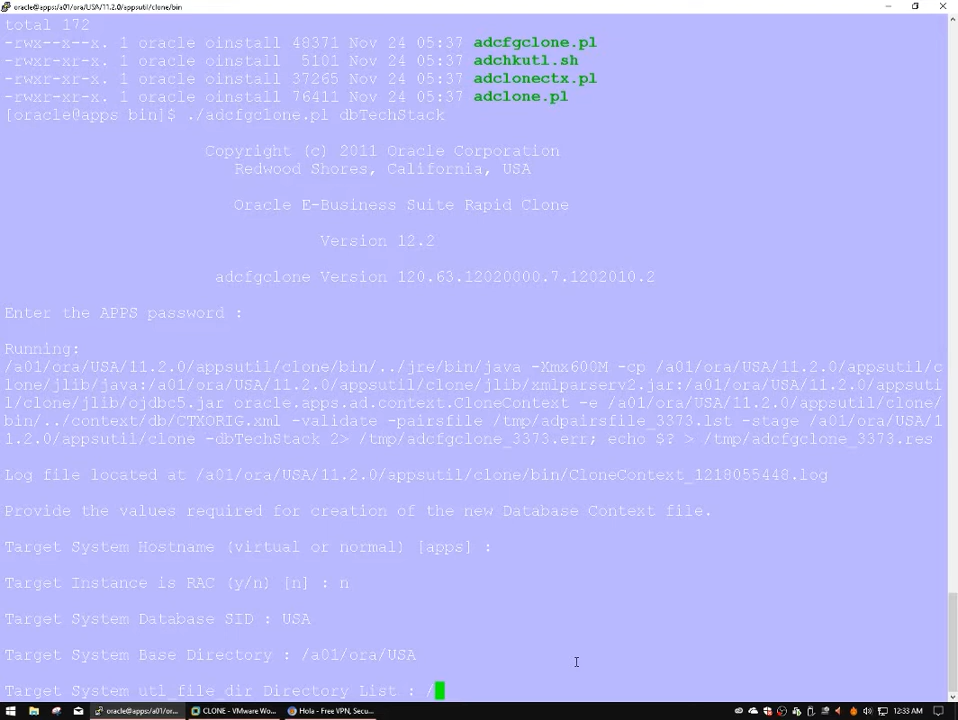 oracle@apps:/a01/ora/USA/11.2.0/appsutil/clone/bin
total 172
-rwx--x--x. 1 oracle oinstall 48371 Nov 24 05:37 adcfgclone.pl
-rwxr-xr-x. 1 oracle oinstall  5101 Nov 24 05:37 adchkutl.sh
-rwxr-xr-x. 1 oracle oinstall 37265 Nov 24 05:37 adclonectx.pl
-rwxr-xr-x. 1 oracle oinstall 76411 Nov 24 05:37 adclone.pl
[oracle@apps bin]$ ./adcfgclone.pl dbTechStack
Copyright (c) 2011 Oracle Corporation
Redwood Shores, California, USA
Oracle E-Business Suite Rapid Clone
Version 12.2
adcfgclone Version 120.63.12020000.7.1202010.2
Enter the APPS password :
Running:
/a01/ora/USA/11.2.0/appsutil/clone/bin/../jre/bin/java -Xmx600M -cp /a01/ora/USA/11.2.0/appsutil/c
lone/jlib/java:/a01/ora/USA/11.2.0/appsutil/clone/jlib/xmlparserv2.jar:/a01/ora/USA/11.2.0/appsuti
l/clone/jlib/ojdbc5.jar oracle.apps.ad.context.CloneContext -e /a01/ora/USA/11.2.0/appsutil/clone/
bin/../context/db/CTXORIG.xml -validate -pairsfile /tmp/adpairsfile_3373.lst -stage /a01/ora/USA/1
1.2.0/appsutil/clone -dbTechStack 2> /tmp/adcfgclone_3373.err; echo $? > /tmp/adcfgclone_3373.res
Log file located at /a01/ora/USA/11.2.0/appsutil/clone/bin/CloneContext_1218055448.log
Provide the values required for creation of the new Database Context file.
Target System Hostname (virtual or normal) [apps] :
Target Instance is RAC (y/n) [n] : n
Target System Database SID : USA
Target System Base Directory : /a01/ora/USA
Target System utl_file_dir Directory List : /
oracle@apps:/a01/or...
CLONE - VMware Wo...
Hola - Free VPN, Secu...
12:33 AM